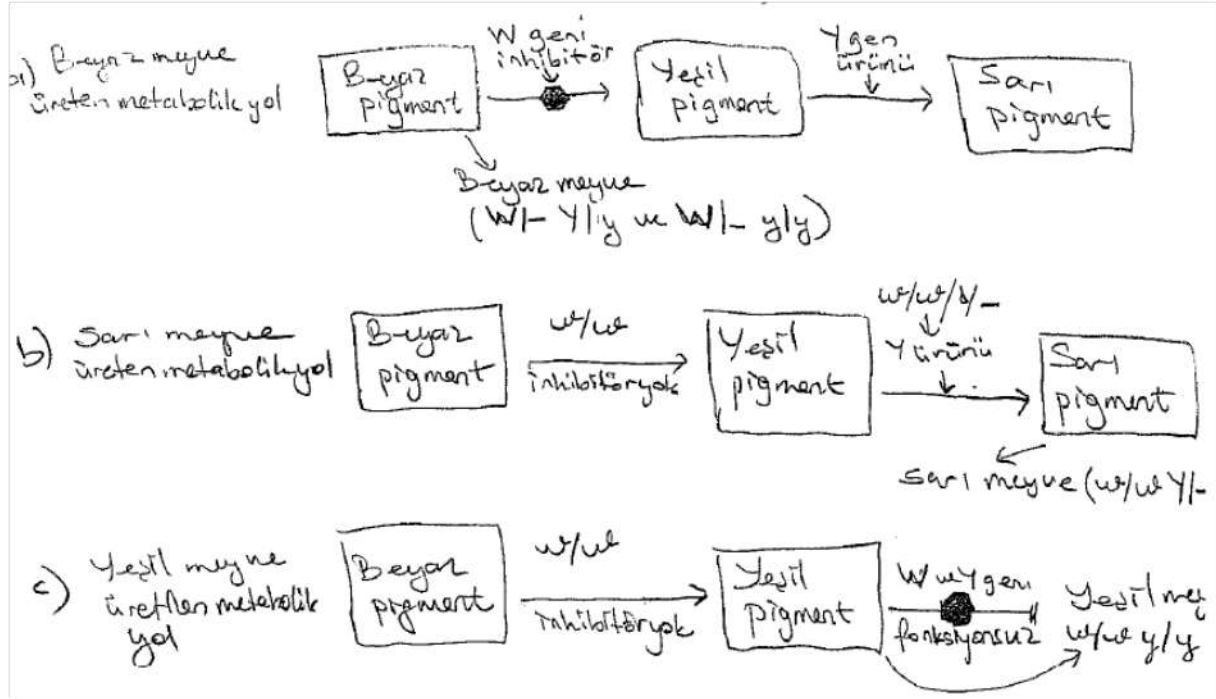 a) Beyaz meyve
üreten metabolik yol
Beyaz
pigment
W geni
inhibitör
Yeşil
pigment
Y gen
ürünü
Sarı
pigment
Beyaz meyve
(W/- Y/y ve W/- y/y)
b) Sarı meyve
üreten metabolik yol
Beyaz
pigment
w/w
inhibitör yok
Yeşil
pigment
w/w/Y/-
Y ürünü
Sarı
pigment
Sarı meyve (w/w Y/-
c) Yeşil meyve
üretlen metabolik
yol
Beyaz
pigment
w/w
inhibitör yok
Yeşil
pigment
W ve Y geni
fonksiyonsuz
Yeşil mey
w/w y/y